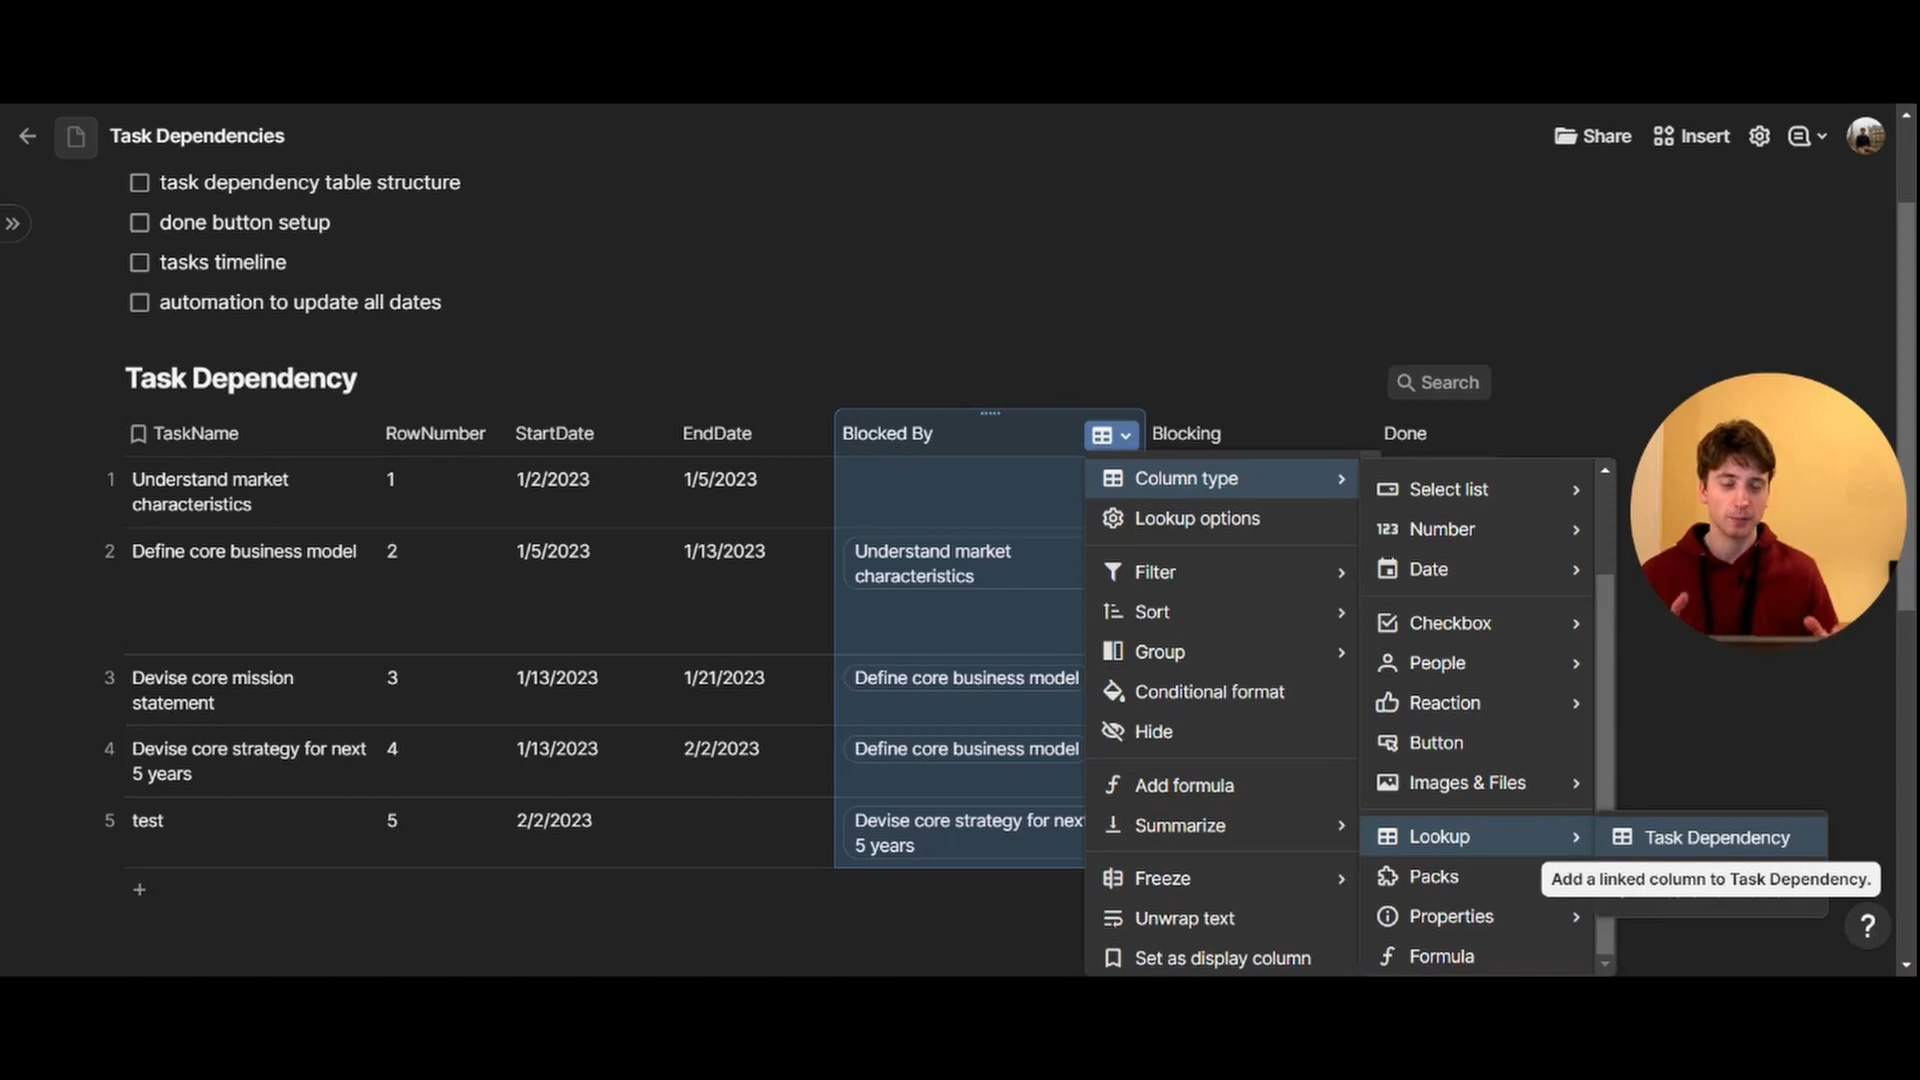 Task Dependencies
Share
Insert
task dependency table structure
done button setup
tasks timeline
automation to update all dates
Task Dependency
Search
TaskName RowNumber StartDate EndDate Blocked By Blocking Done
1 Understand market 1 1/2/2023 1/5/2023
characteristics
2 Define core business model 2 1/5/2023 1/13/2023 Understand market
characteristics
3 Devise core mission 3 1/13/2023 1/21/2023 Define core business model
statement
4 Devise core strategy for next 4 1/13/2023 2/2/2023 Define core business model
5 years
5 test 5 2/2/2023 Devise core strategy for next
5 years
+
Column type
Lookup options
Filter
Sort
Group
Conditional format
Hide
Add formula
Summarize
Freeze
Unwrap text
Set as display column
Select list
123 Number
Date
Checkbox
People
Reaction
Button
Images & Files
Lookup
Packs
Properties
Formula
Task Dependency
Add a linked column to Task Dependency.
?